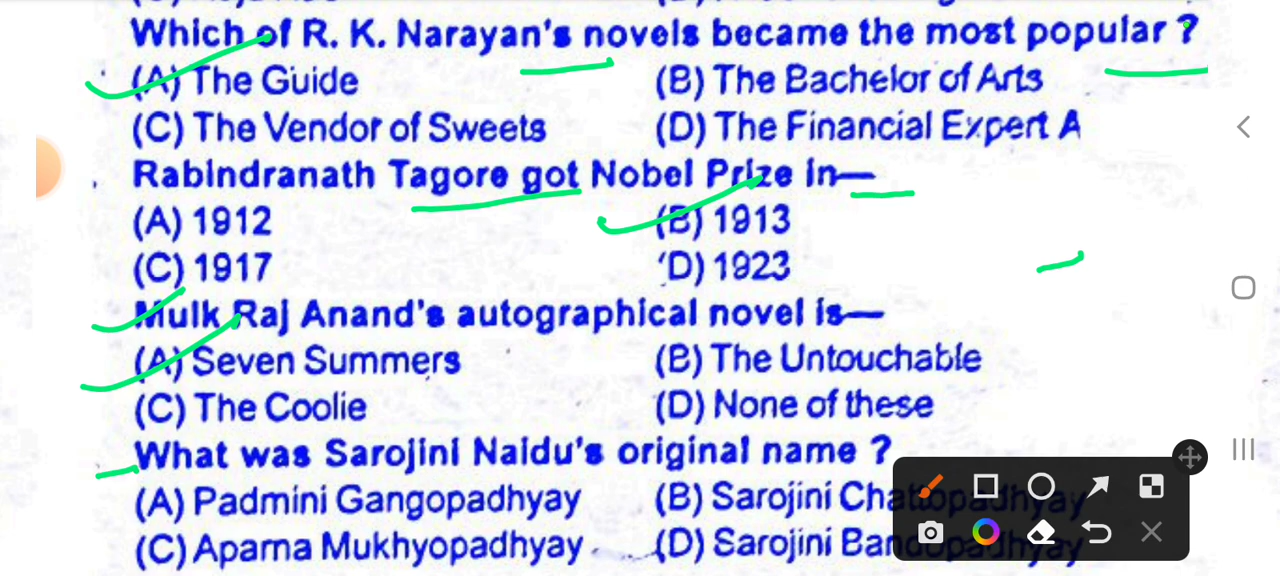 Which of R. K. Narayan's novels became the most popular ?
(A) The Guide (B) The Bachelor of Arts
(C) The Vendor of Sweets (D) The Financial Expert A
Rabindranath Tagore got Nobel Prize in—
(A) 1912 (B) 1913
(C) 1917 'D) 1923
Mulk Raj Anand's autographical novel is—
(A) Seven Summers (B) The Untouchable
(C) The Coolie (D) None of these
What was Sarojini Naidu's original name ?
(A) Padmini Gangopadhyay (B) Sarojini Chattopadhyay
(C) Aparna Mukhyopadhyay (D) Sarojini Bandopadhyay